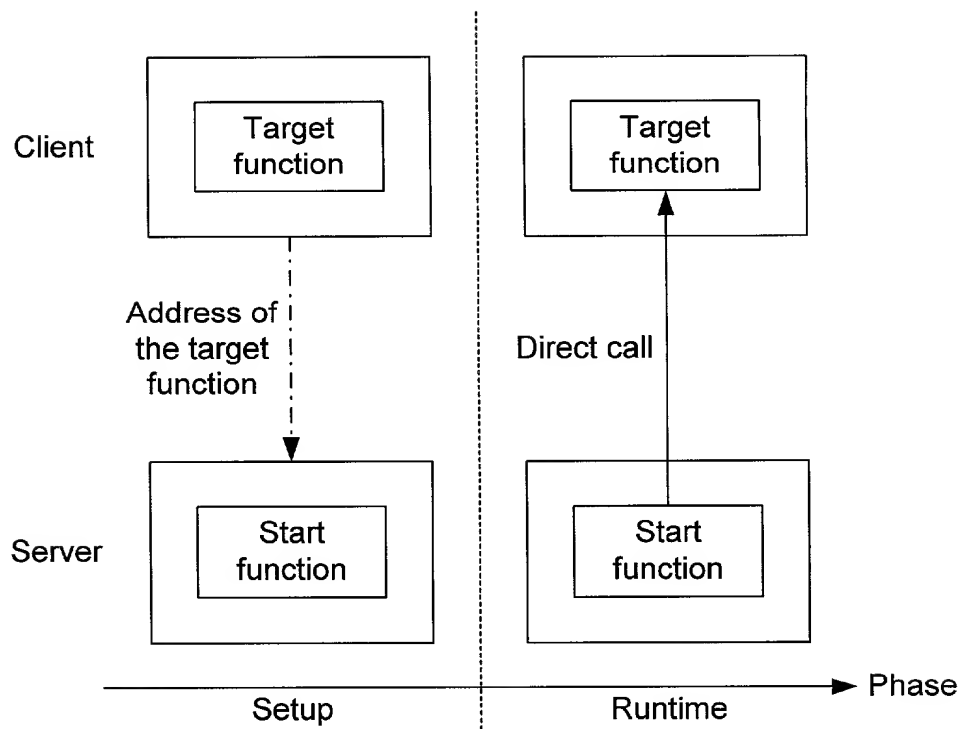 Client
Target
function
Target
function
Address of
the target
function
Direct call
Server
Start
function
Start
function
Phase
Setup
Runtime